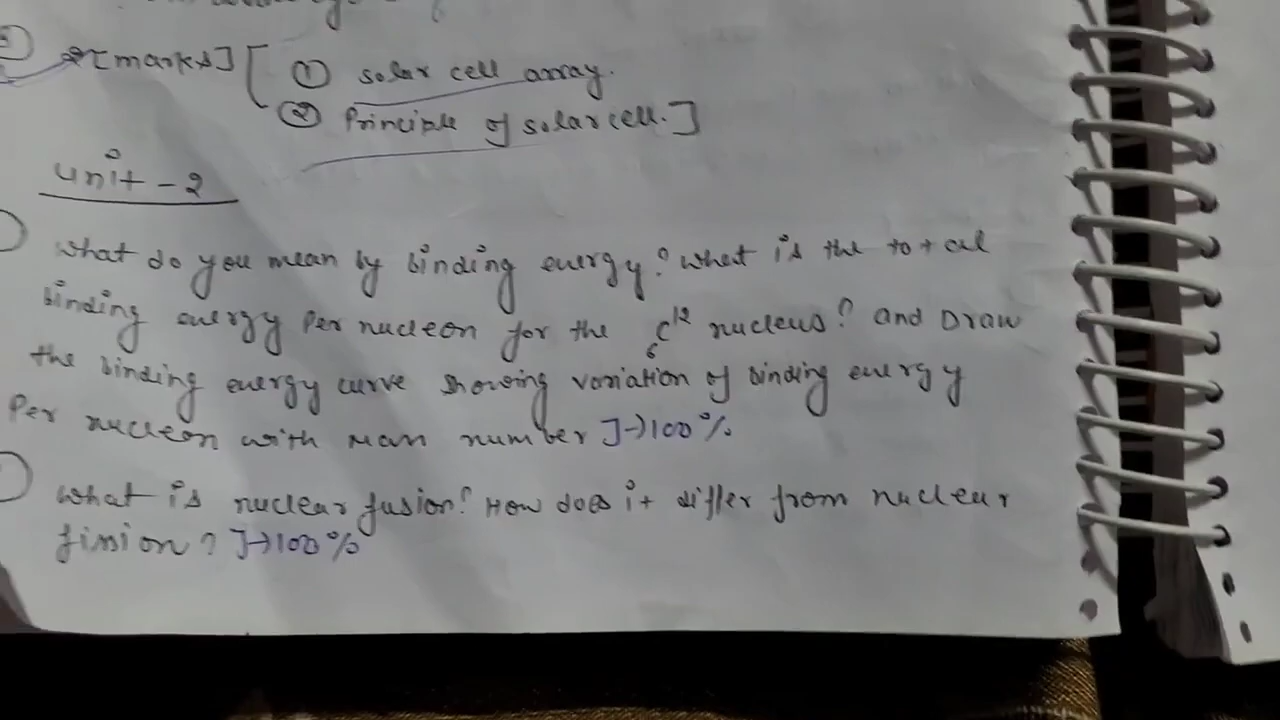 2[marks] [ ① solar cell array.
② Principle of solar cell.]
unit-2
What do you mean by binding energy? What is the total
binding energy per nucleon for the ₆C¹² nucleus? and Draw
the binding energy curve showing variation of binding energy
Per nucleon with mass number ]→100%
What is nuclear fusion? How does it differ from nuclear
fission? ]→100%